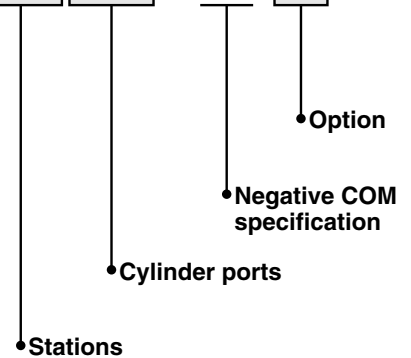 Option
Negative COM
specification
Cylinder ports
Stations